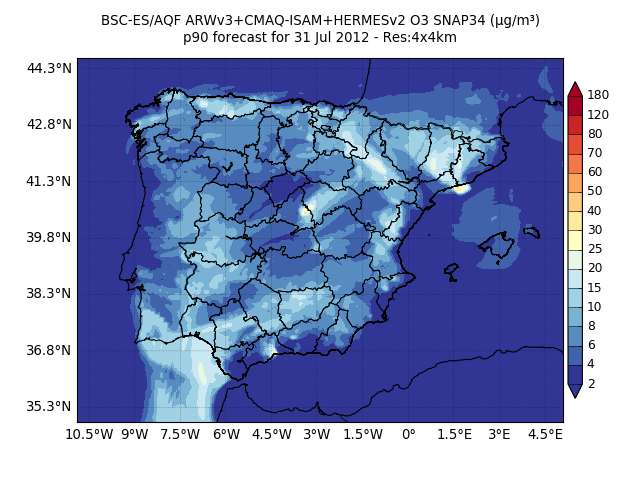 BSC-ES/AQF ARWv3+CMAQ-ISAM+HERMESv2 O3 SNAP34 (µg/m³)
p90 forecast for 31 Jul 2012 - Res:4x4km
44.3°N
42.8°N
41.3°N
39.8°N
38.3°N
36.8°N
35.3°N
10.5°W 9°W 7.5°W 6°W 4.5°W 3°W 1.5°W 0° 1.5°E 3°E 4.5°E
180
120
80
70
60
50
40
30
25
20
15
10
8
6
4
2